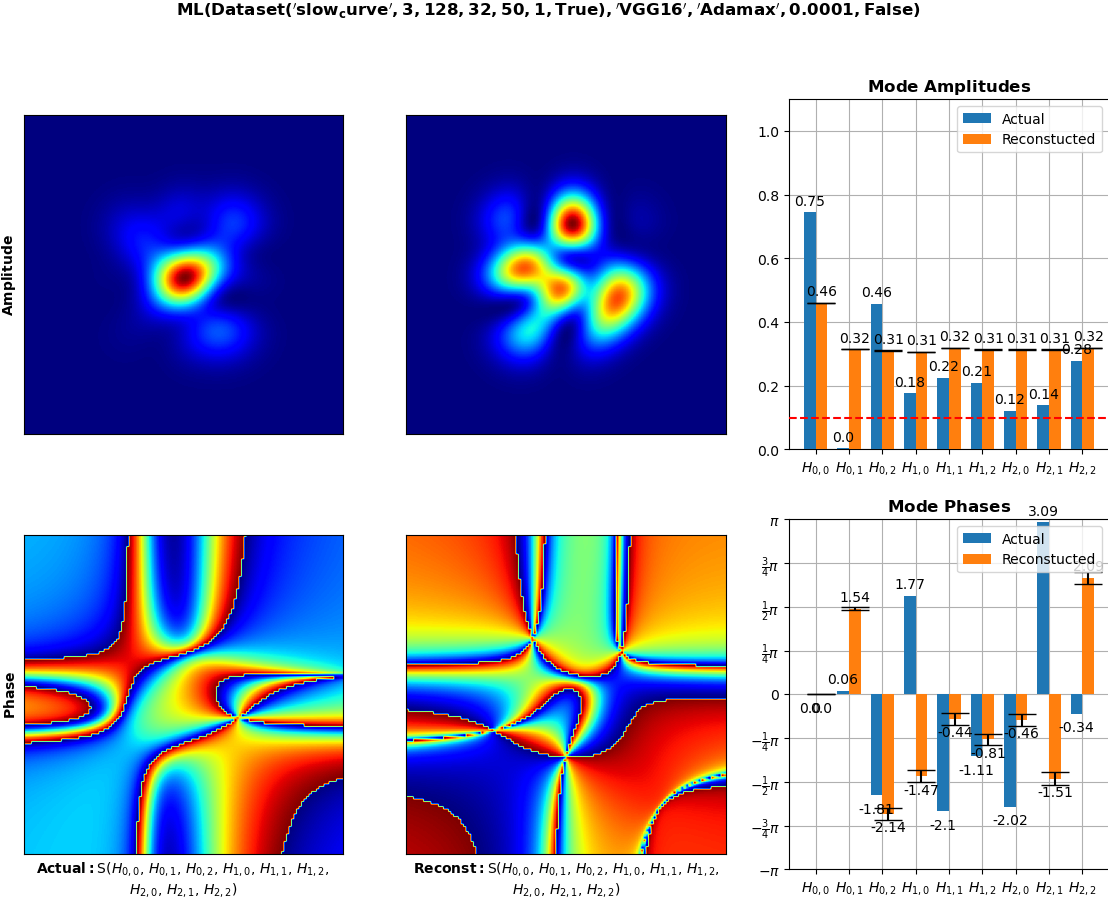 ML(Dataset('slow_curve', 3, 128, 32, 50, 1, True), 'VGG16', 'Adamax', 0.0001, False)
Amplitude
Mode Amplitudes
Actual
Reconstucted
1.0
0.8
0.6
0.4
0.2
0.0
0.75
0.46
0.0
0.32
0.46
0.31
0.18
0.31
0.22
0.32
0.21
0.31
0.12
0.31
0.14
0.31
0.28
0.32
H0,0 H0,1 H0,2 H1,0 H1,1 H1,2 H2,0 H2,1 H2,2
Phase
Mode Phases
Actual
Reconstucted
π
3/4π
1/2π
1/4π
0
−1/4π
−1/2π
−3/4π
−π
0.0
0.0
0.06
1.54
-1.81
-2.14
1.77
-1.47
-2.1
-0.44
-1.11
-0.81
-2.02
-0.46
3.09
-1.51
-0.34
2.09
H0,0 H0,1 H0,2 H1,0 H1,1 H1,2 H2,0 H2,1 H2,2
Actual: S(H0,0, H0,1, H0,2, H1,0, H1,1, H1,2,
H2,0, H2,1, H2,2)
Reconst: S(H0,0, H0,1, H0,2, H1,0, H1,1, H1,2,
H2,0, H2,1, H2,2)